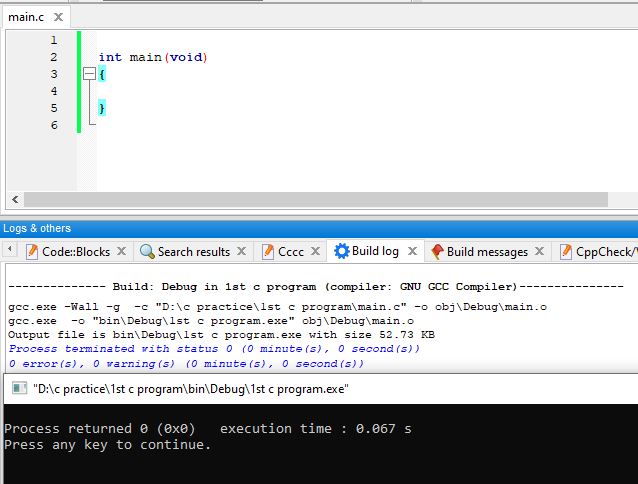 main.c
1
2 int main(void)
3 {
4
5 }
6
Logs & others
Code::Blocks Search results Cccc Build log Build messages CppCheck/
-------------- Build: Debug in 1st c program (compiler: GNU GCC Compiler)---------------
gcc.exe -Wall -g -c "D:\c practice\1st c program\main.c" -o obj\Debug\main.o
gcc.exe -o "bin\Debug\1st c program.exe" obj\Debug\main.o
Output file is bin\Debug\1st c program.exe with size 52.73 KB
Process terminated with status 0 (0 minute(s), 0 second(s))
0 error(s), 0 warning(s) (0 minute(s), 0 second(s))
"D:\c practice\1st c program\bin\Debug\1st c program.exe"
Process returned 0 (0x0) execution time : 0.067 s
Press any key to continue.